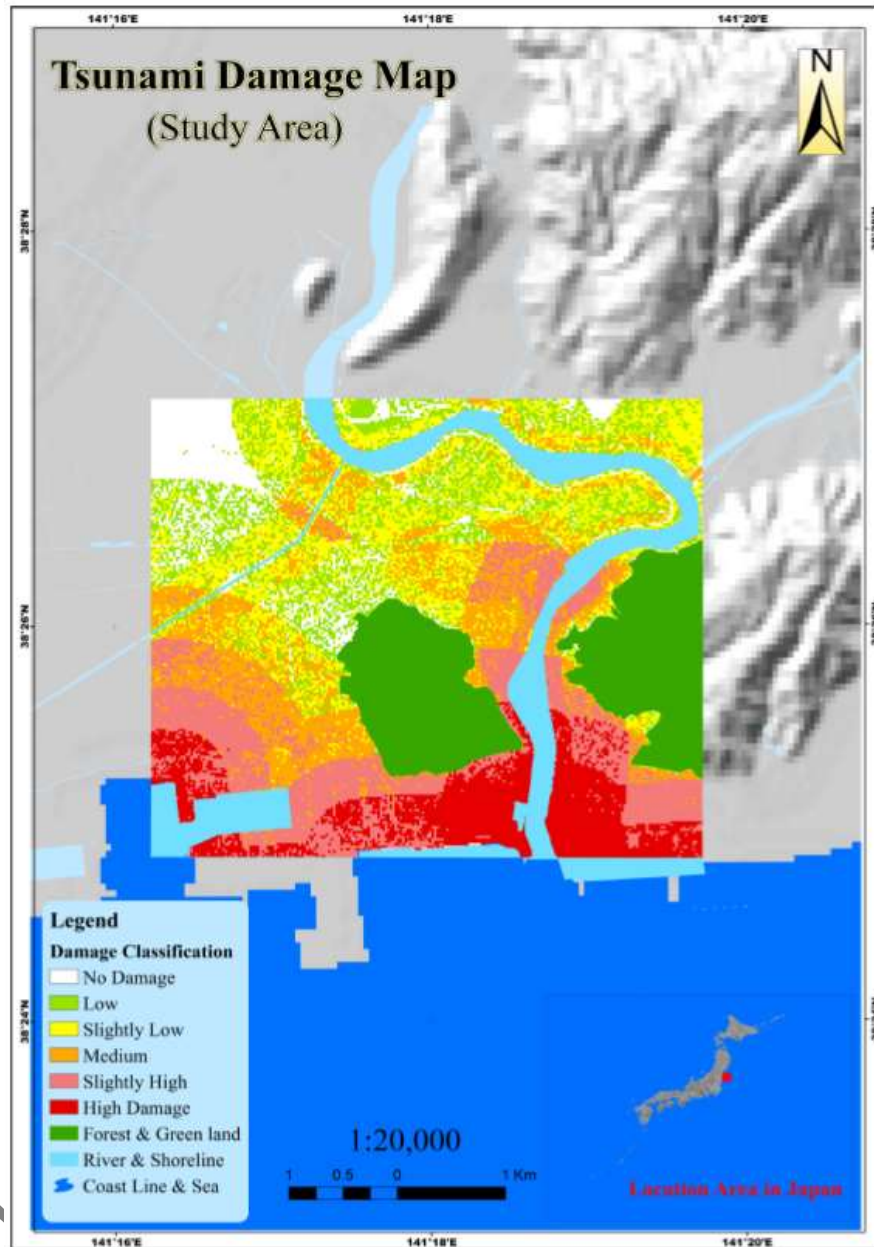 141°16'E 141°18'E 141°20'E
Tsunami Damage Map
(Study Area)
N
38°28'N
38°26'N
38°24'N
Legend
Damage Classification
No Damage
Low
Slightly Low
Medium
Slightly High
High Damage
Forest & Green land
River & Shoreline
Coast Line & Sea
1:20,000
1 0.5 0 1 Km
Location Area in Japan
141°16'E 141°18'E 141°20'E